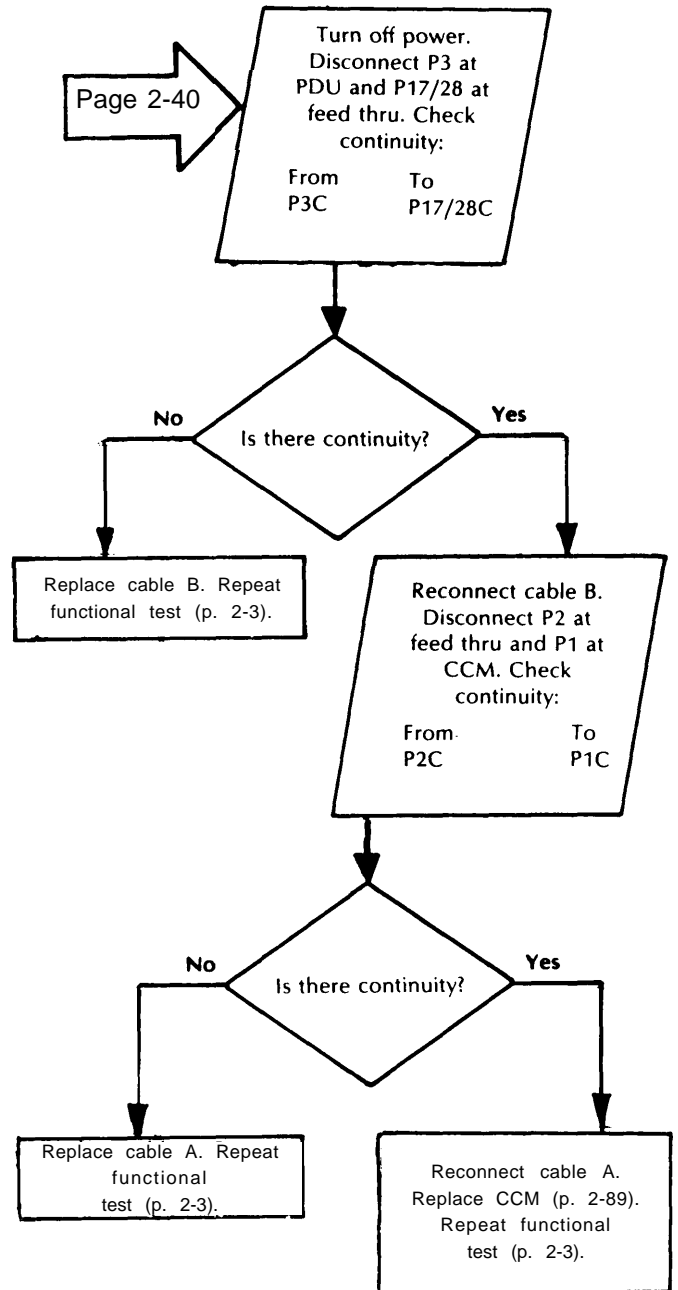 Page 2-40
Turn off power.
Disconnect P3 at
PDU and P17/28 at
feed thru. Check
continuity:
From To
P3C P17/28C
Is there continuity?
No
Yes
Replace cable B. Repeat
functional test (p. 2-3).
Reconnect cable B.
Disconnect P2 at
feed thru and P1 at
CCM. Check
continuity:
From To
P2C P1C
Is there continuity?
No
Yes
Replace cable A. Repeat
functional
test (p. 2-3).
Reconnect cable A.
Replace CCM (p. 2-89).
Repeat functional
test (p. 2-3).